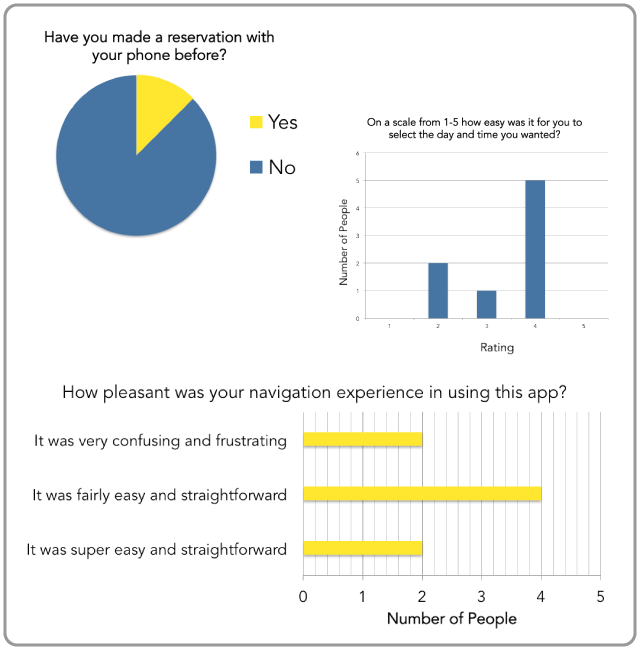 Have you made a reservation with
your phone before?
Yes
No
On a scale from 1-5 how easy was it for you to
select the day and time you wanted?
6
5
4
3
2
1
0
Number of People
1 2 3 4 5
Rating
How pleasant was your navigation experience in using this app?
It was very confusing and frustrating
It was fairly easy and straightforward
It was super easy and straightforward
0 1 2 3 4 5
Number of People